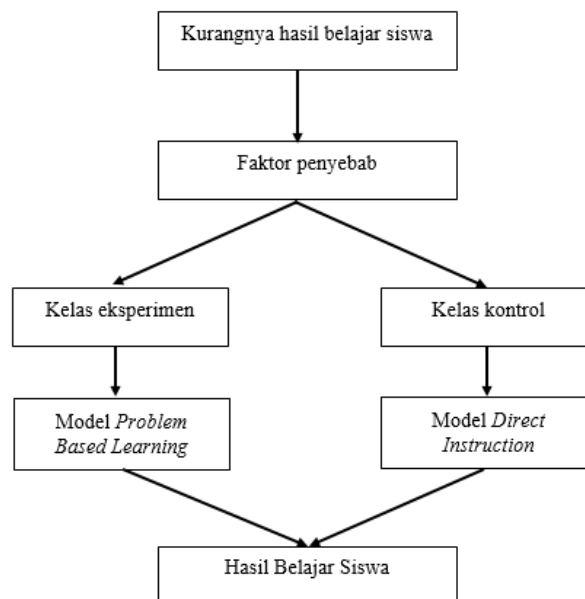 Kurangnya hasil belajar siswa
Faktor penyebab
Kelas eksperimen
Kelas kontrol
Model Problem
Based Learning
Model Direct
Instruction
Hasil Belajar Siswa